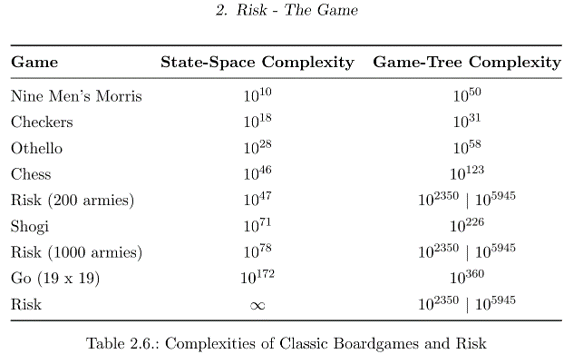 2. Risk - The Game
Game State-Space Complexity Game-Tree Complexity
Nine Men's Morris 10^10 10^50
Checkers 10^18 10^31
Othello 10^28 10^58
Chess 10^46 10^123
Risk (200 armies) 10^47 10^2350 | 10^5945
Shogi 10^71 10^226
Risk (1000 armies) 10^78 10^2350 | 10^5945
Go (19 x 19) 10^172 10^360
Risk ∞ 10^2350 | 10^5945
Table 2.6.: Complexities of Classic Boardgames and Risk